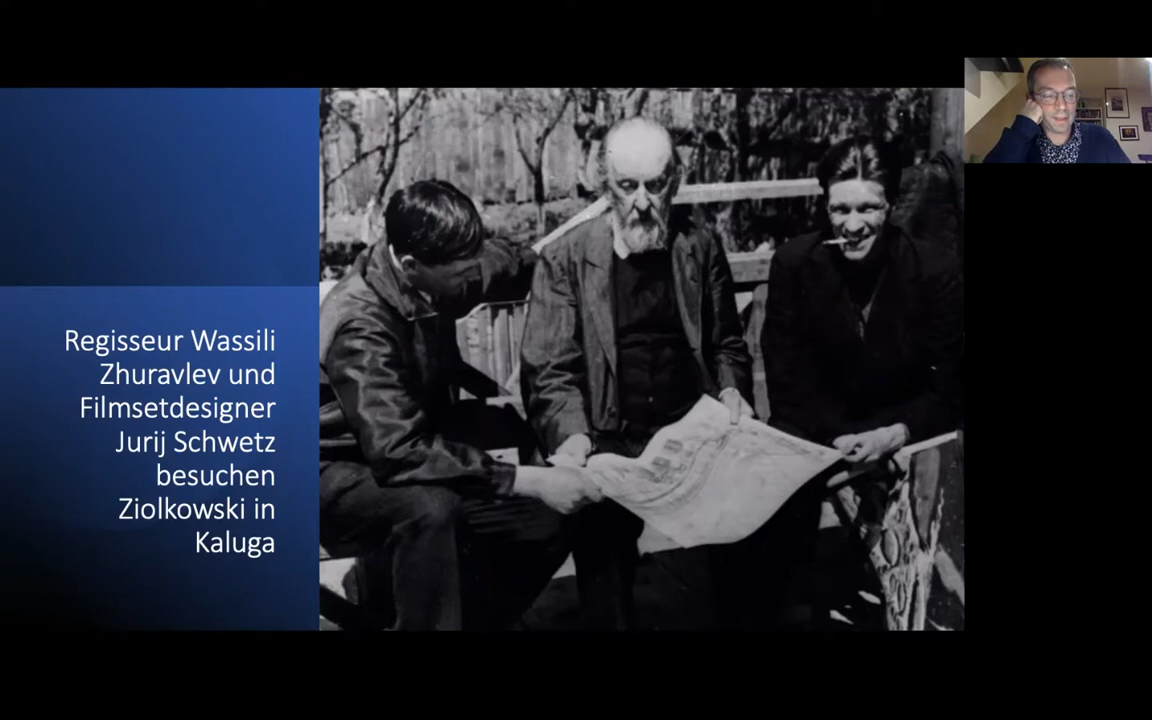 Regisseur Wassili
Zhuravlev und
Filmsetdesigner
Jurij Schwetz
besuchen
Ziolkowski in
Kaluga